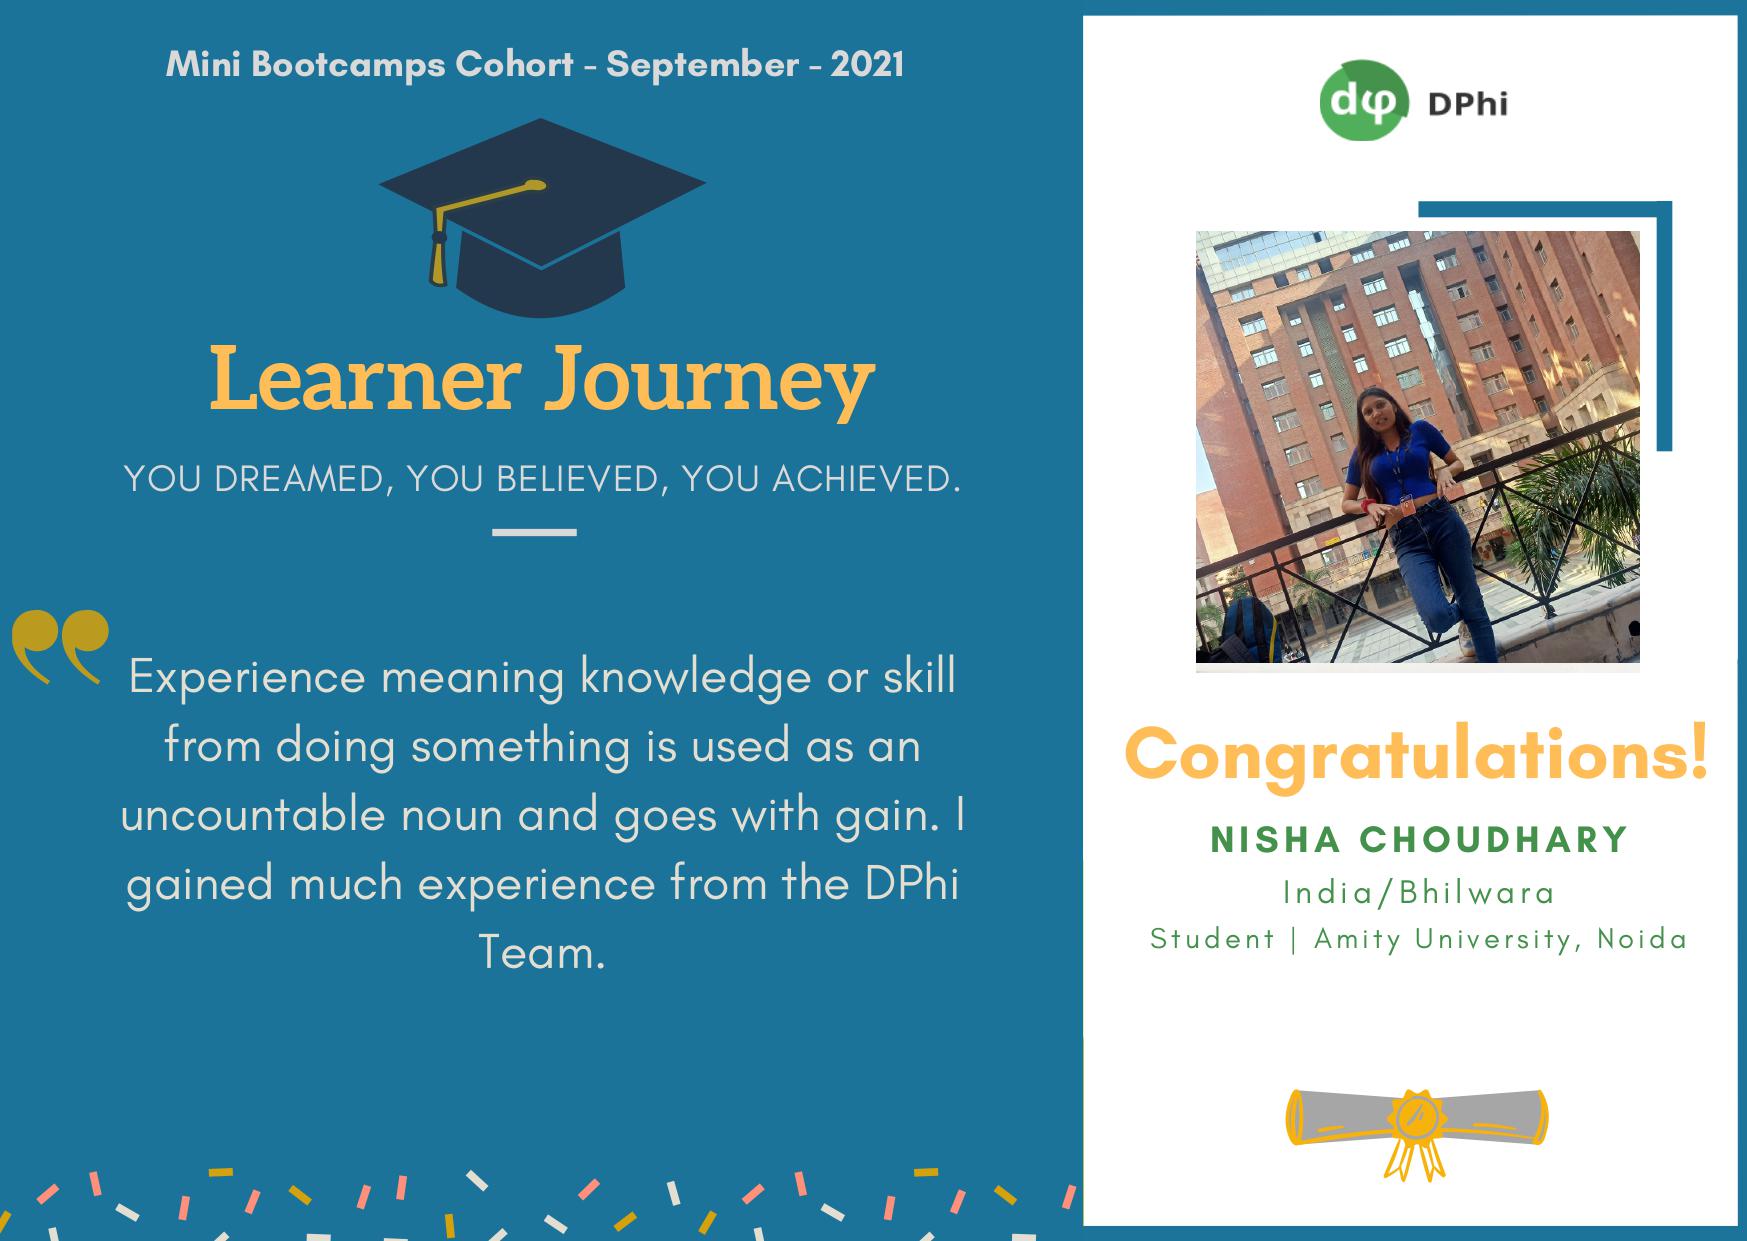 Mini Bootcamps Cohort - September - 2021
Learner Journey
YOU DREAMED, YOU BELIEVED, YOU ACHIEVED.
Experience meaning knowledge or skill
from doing something is used as an
uncountable noun and goes with gain. I
gained much experience from the DPhi
Team.
dφ DPhi
Congratulations!
NISHA CHOUDHARY
India/Bhilwara
Student | Amity University, Noida